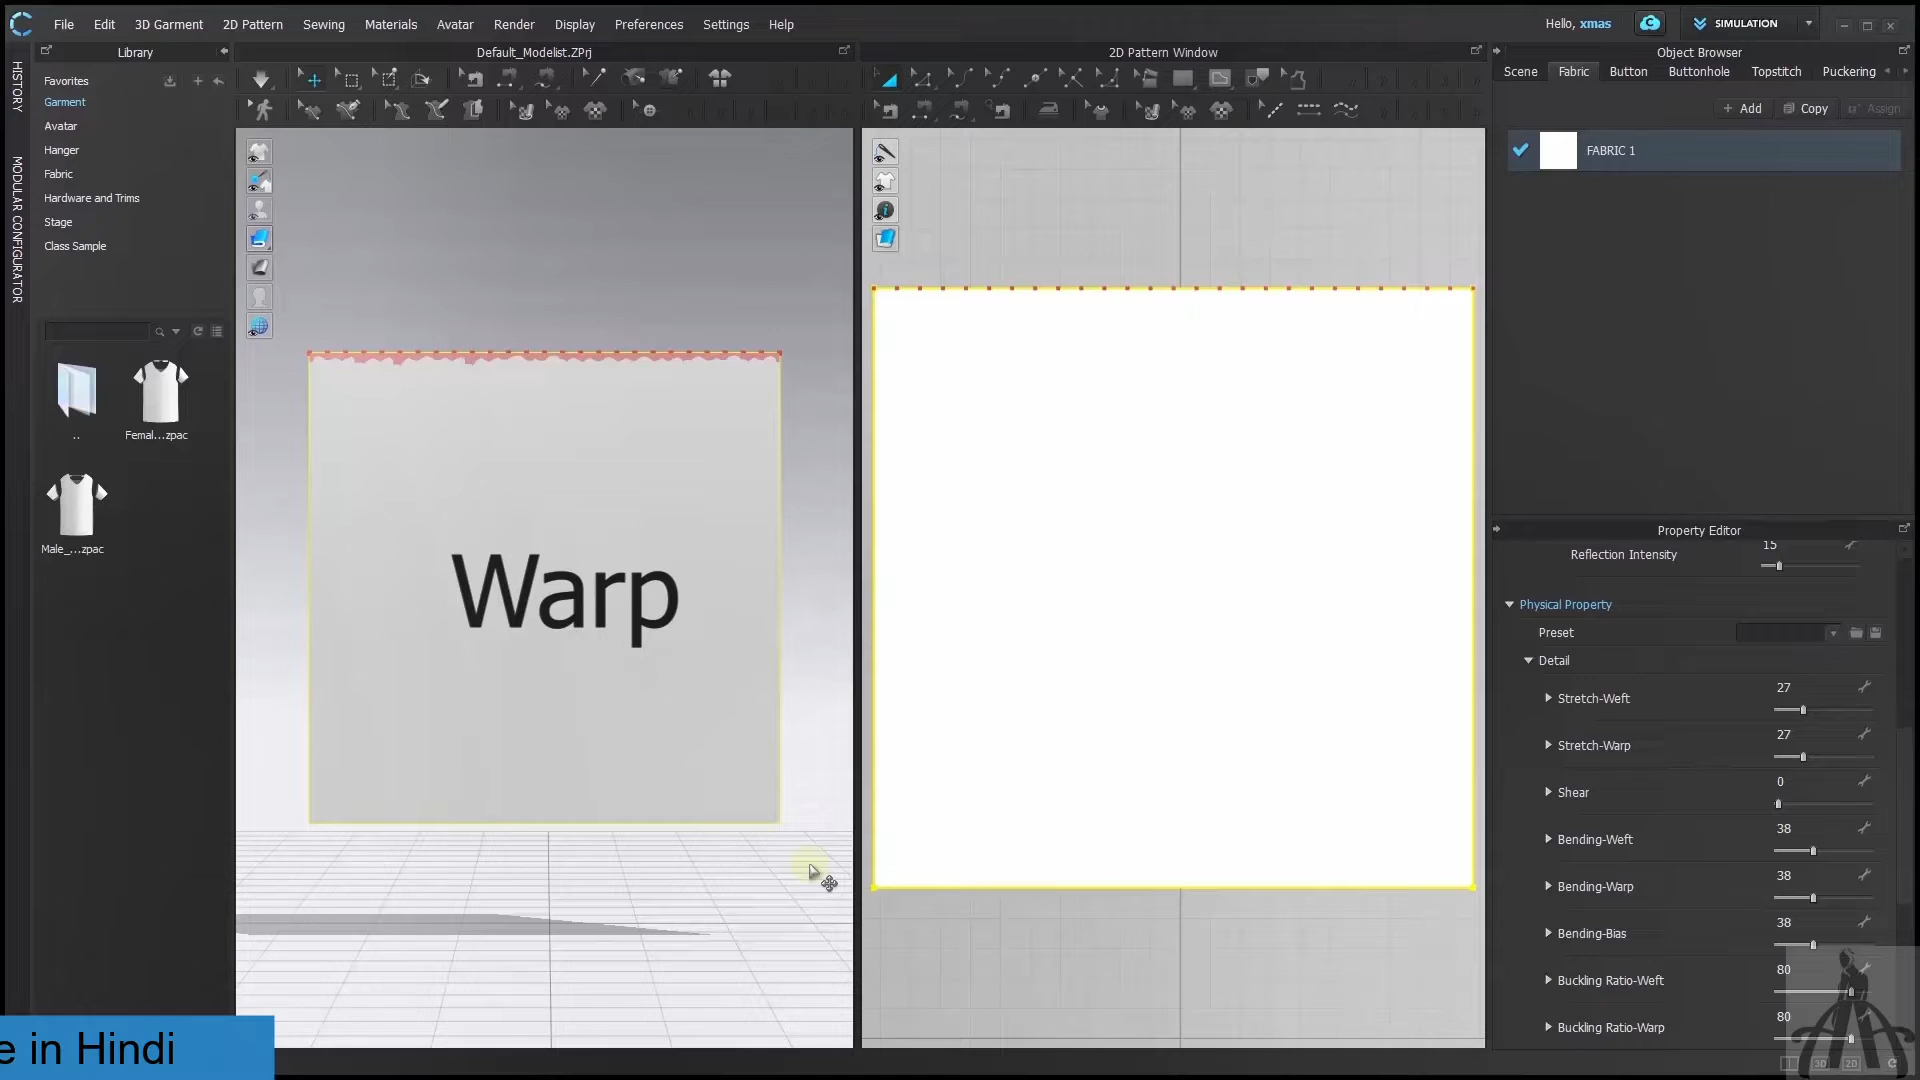 File Edit 3D Garment 2D Pattern Sewing Materials Avatar Render Display Preferences Settings Help
Hello, xmas
SIMULATION
HISTORY
MODULAR CONFIGURATOR
Library
Favorites
Garment
Avatar
Hanger
Fabric
Hardware and Trims
Stage
Class Sample
..
Femal...zpac
Male_...zpac
Default_Modelist.ZPrj
Warp
2D Pattern Window
Object Browser
Scene Fabric Button Buttonhole Topstitch Puckering
+ Add Copy Assign
FABRIC 1
Property Editor
Reflection Intensity 15
Physical Property
Preset
Detail
Stretch-Weft 27
Stretch-Warp 27
Shear 0
Bending-Weft 38
Bending-Warp 38
Bending-Bias 38
Buckling Ratio-Weft 80
Buckling Ratio-Warp 80
3D 2D
e in Hindi